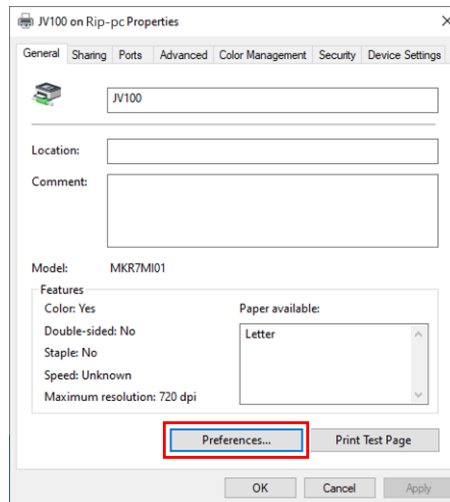 JV100 on Rip-pc Properties
General Sharing Ports Advanced Color Management Security Device Settings
JV100
Location:
Comment:
Model: MKR7MI01
Features
Color: Yes Paper available:
Double-sided: No Letter
Staple: No
Speed: Unknown
Maximum resolution: 720 dpi
Preferences... Print Test Page
OK Cancel Apply